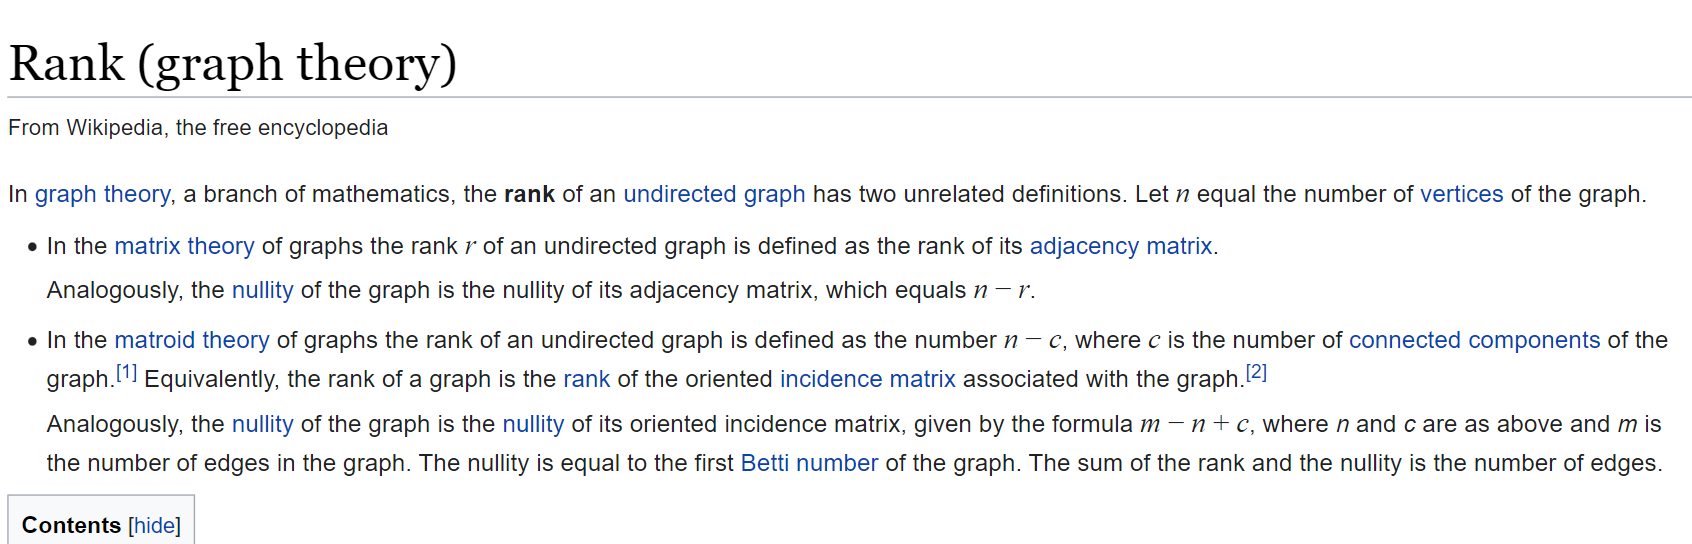 Rank (graph theory)
From Wikipedia, the free encyclopedia
In graph theory, a branch of mathematics, the rank of an undirected graph has two unrelated definitions. Let n equal the number of vertices of the graph.
• In the matrix theory of graphs the rank r of an undirected graph is defined as the rank of its adjacency matrix.
Analogously, the nullity of the graph is the nullity of its adjacency matrix, which equals n − r.
• In the matroid theory of graphs the rank of an undirected graph is defined as the number n − c, where c is the number of connected components of the
graph.[1] Equivalently, the rank of a graph is the rank of the oriented incidence matrix associated with the graph.[2]
Analogously, the nullity of the graph is the nullity of its oriented incidence matrix, given by the formula m − n + c, where n and c are as above and m is
the number of edges in the graph. The nullity is equal to the first Betti number of the graph. The sum of the rank and the nullity is the number of edges.
Contents [hide]